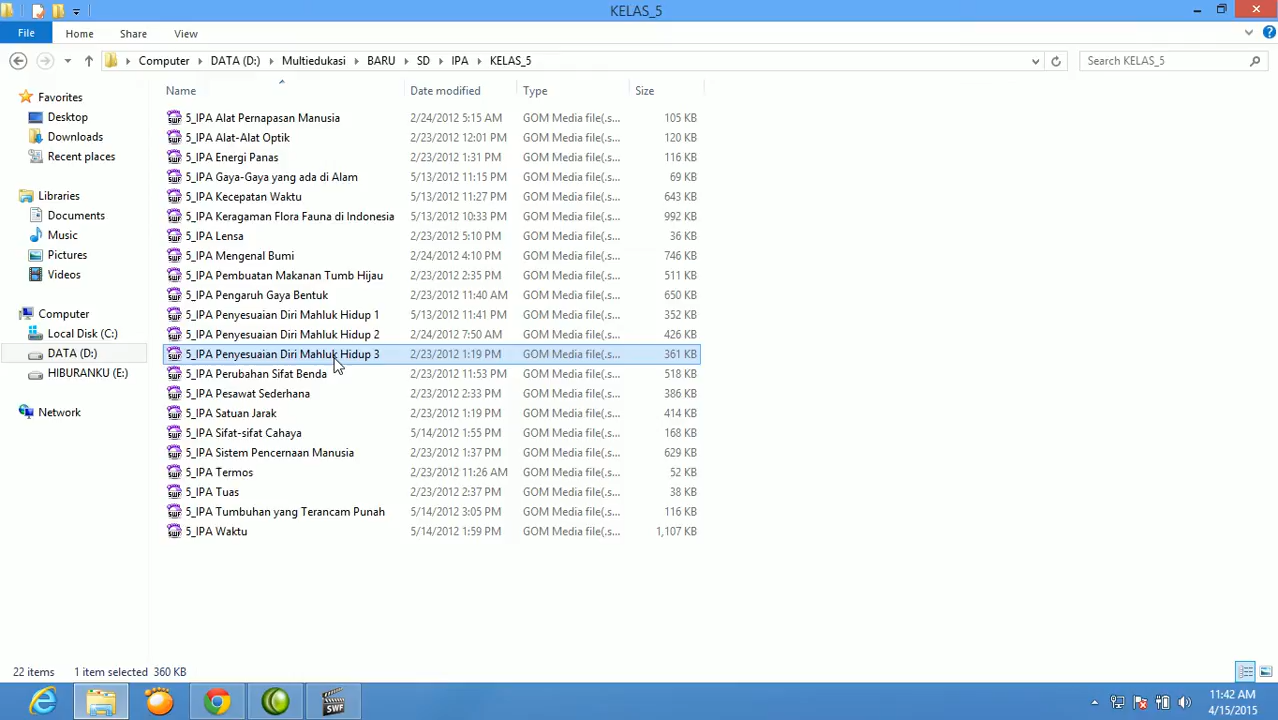 KELAS_5
File Home Share View
Computer DATA (D:) Multiedukasi BARU SD IPA KELAS_5
Search KELAS_5
Name Date modified Type Size
Favorites
Desktop
Downloads
Recent places
Libraries
Documents
Music
Pictures
Videos
Computer
Local Disk (C:)
DATA (D:)
HIBURANKU (E:)
Network
5_IPA Alat Pernapasan Manusia 2/24/2012 5:15 AM GOM Media file(.s... 105 KB
5_IPA Alat-Alat Optik 2/23/2012 12:01 PM GOM Media file(.s... 120 KB
5_IPA Energi Panas 2/23/2012 1:31 PM GOM Media file(.s... 116 KB
5_IPA Gaya-Gaya yang ada di Alam 5/13/2012 11:15 PM GOM Media file(.s... 69 KB
5_IPA Kecepatan Waktu 5/13/2012 11:27 PM GOM Media file(.s... 643 KB
5_IPA Keragaman Flora Fauna di Indonesia 5/13/2012 10:33 PM GOM Media file(.s... 992 KB
5_IPA Lensa 2/23/2012 5:10 PM GOM Media file(.s... 36 KB
5_IPA Mengenal Bumi 2/24/2012 4:10 PM GOM Media file(.s... 746 KB
5_IPA Pembuatan Makanan Tumb Hijau 2/23/2012 2:35 PM GOM Media file(.s... 511 KB
5_IPA Pengaruh Gaya Bentuk 2/23/2012 11:40 AM GOM Media file(.s... 650 KB
5_IPA Penyesuaian Diri Mahluk Hidup 1 5/13/2012 11:41 PM GOM Media file(.s... 352 KB
5_IPA Penyesuaian Diri Mahluk Hidup 2 2/24/2012 7:50 AM GOM Media file(.s... 426 KB
5_IPA Penyesuaian Diri Mahluk Hidup 3 2/23/2012 1:19 PM GOM Media file(.s... 361 KB
5_IPA Perubahan Sifat Benda 2/23/2012 11:53 PM GOM Media file(.s... 518 KB
5_IPA Pesawat Sederhana 2/23/2012 2:33 PM GOM Media file(.s... 386 KB
5_IPA Satuan Jarak 2/23/2012 1:19 PM GOM Media file(.s... 414 KB
5_IPA Sifat-sifat Cahaya 5/14/2012 1:55 PM GOM Media file(.s... 168 KB
5_IPA Sistem Pencernaan Manusia 2/23/2012 1:37 PM GOM Media file(.s... 629 KB
5_IPA Termos 2/23/2012 11:26 AM GOM Media file(.s... 52 KB
5_IPA Tuas 2/23/2012 2:37 PM GOM Media file(.s... 38 KB
5_IPA Tumbuhan yang Terancam Punah 5/14/2012 3:05 PM GOM Media file(.s... 116 KB
5_IPA Waktu 5/14/2012 1:59 PM GOM Media file(.s... 1,107 KB
22 items 1 item selected 360 KB
SWF
11:42 AM
4/15/2015